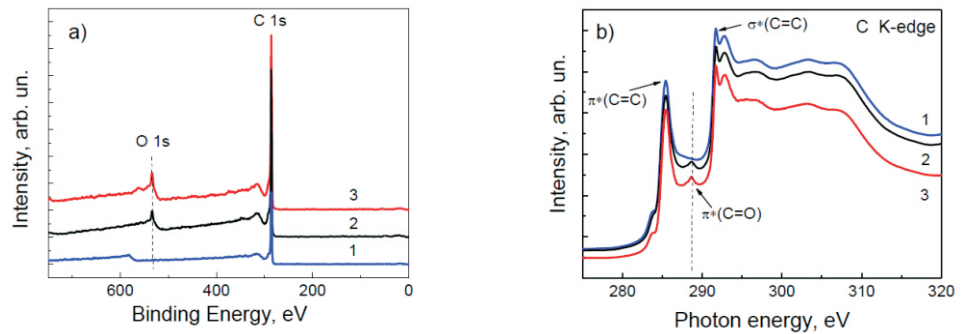 a)
C 1s
O 1s
3
2
1
Intensity, arb. un.
600 400 200 0
Binding Energy, eV
b)
σ*(C=C)
C K-edge
π*(C=C)
1
2
π*(C=O)
3
Intensity, arb. un.
280 290 300 310 320
Photon energy, eV